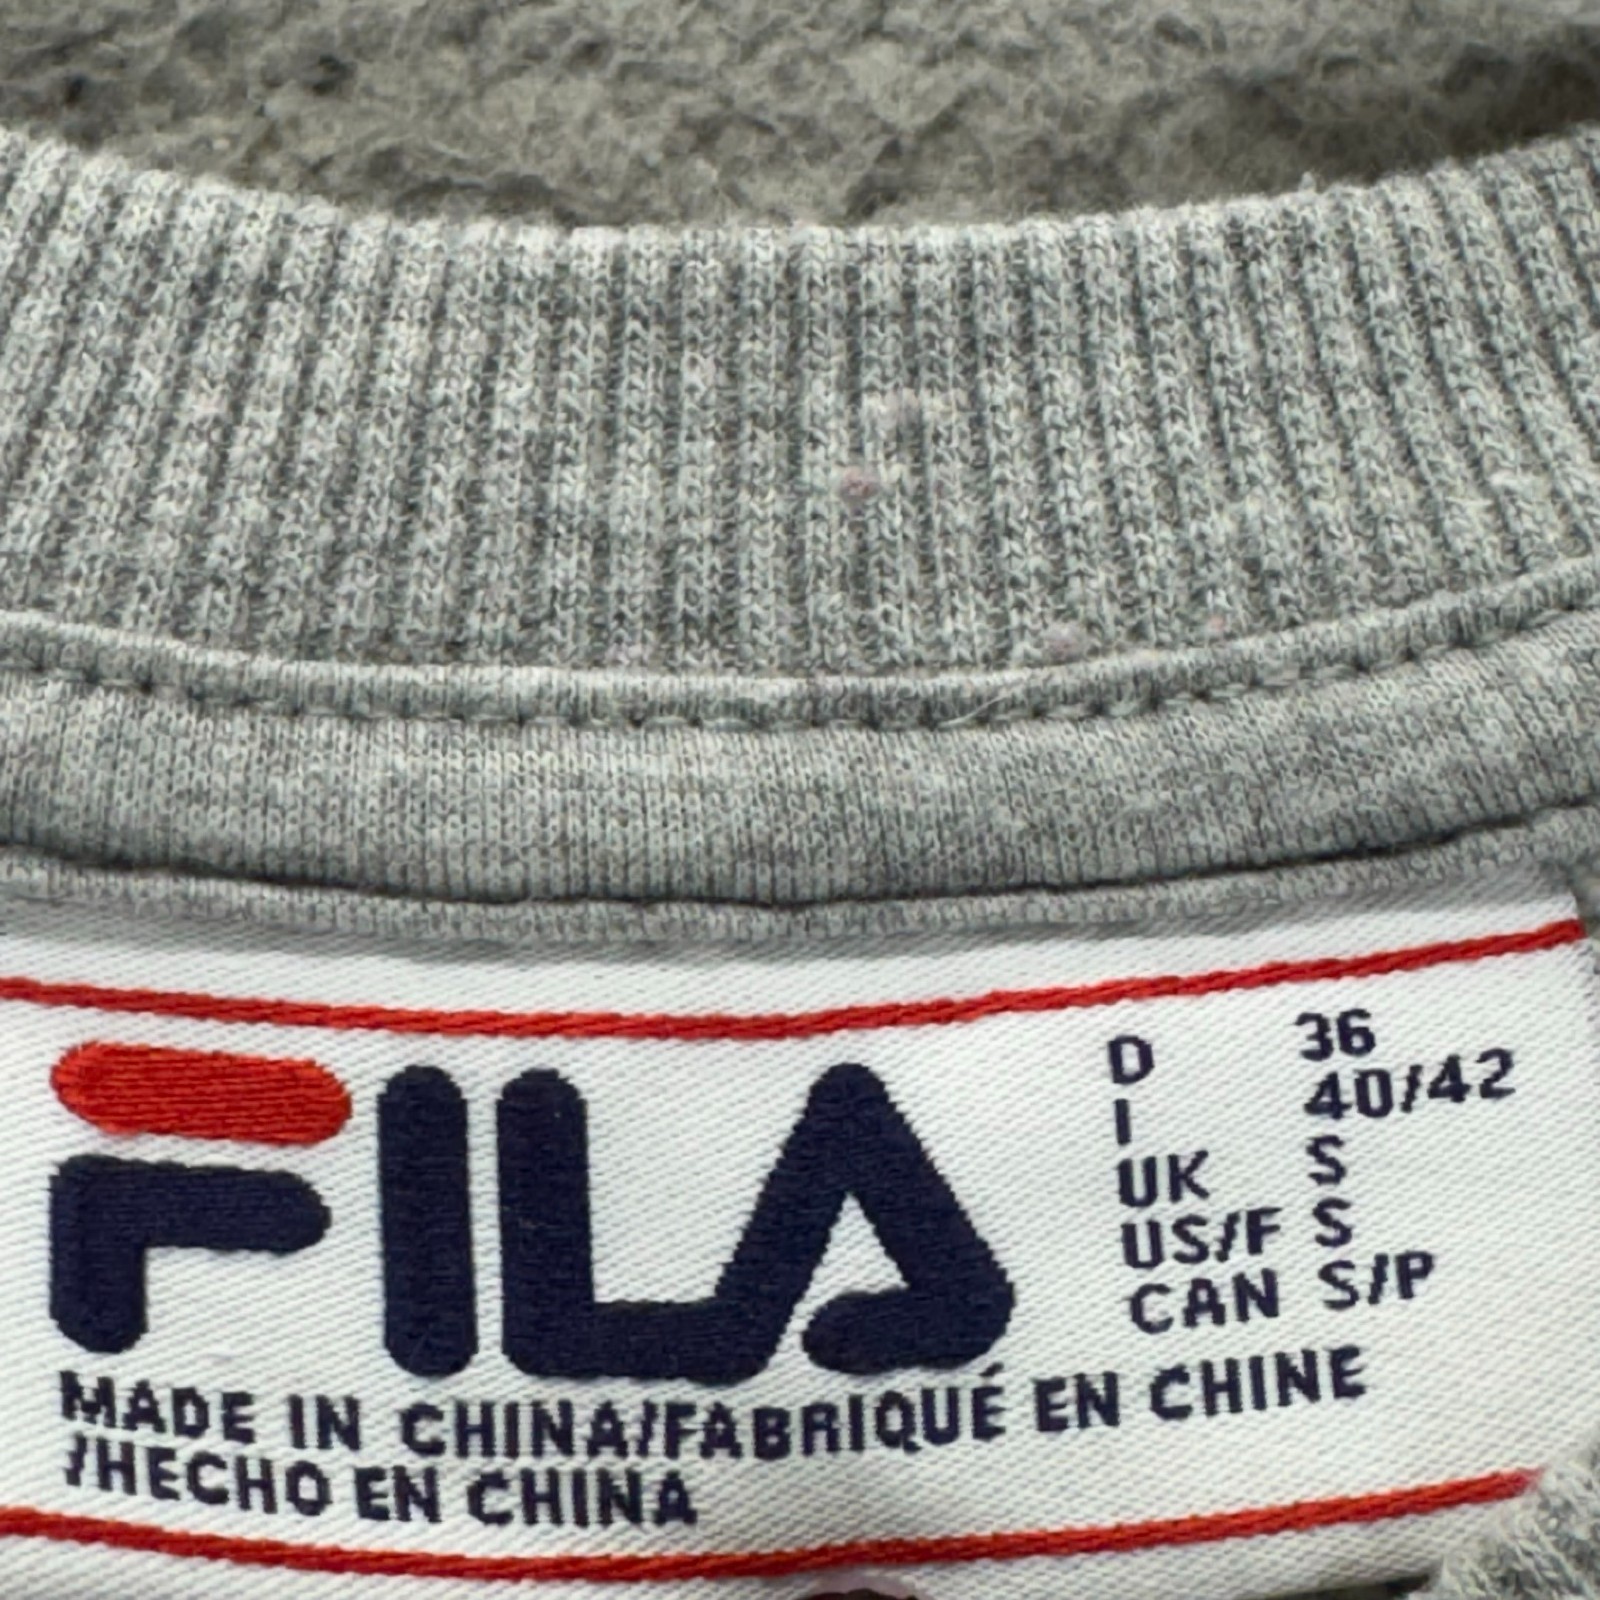 FILA
D 36
I 40/42
UK S
US/F S
CAN S/P
MADE IN CHINA/FABRIQUÉ EN CHINE
/HECHO EN CHINA